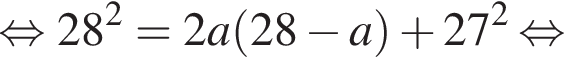 ⇔ 28² = 2a(28 − a) + 27² ⇔